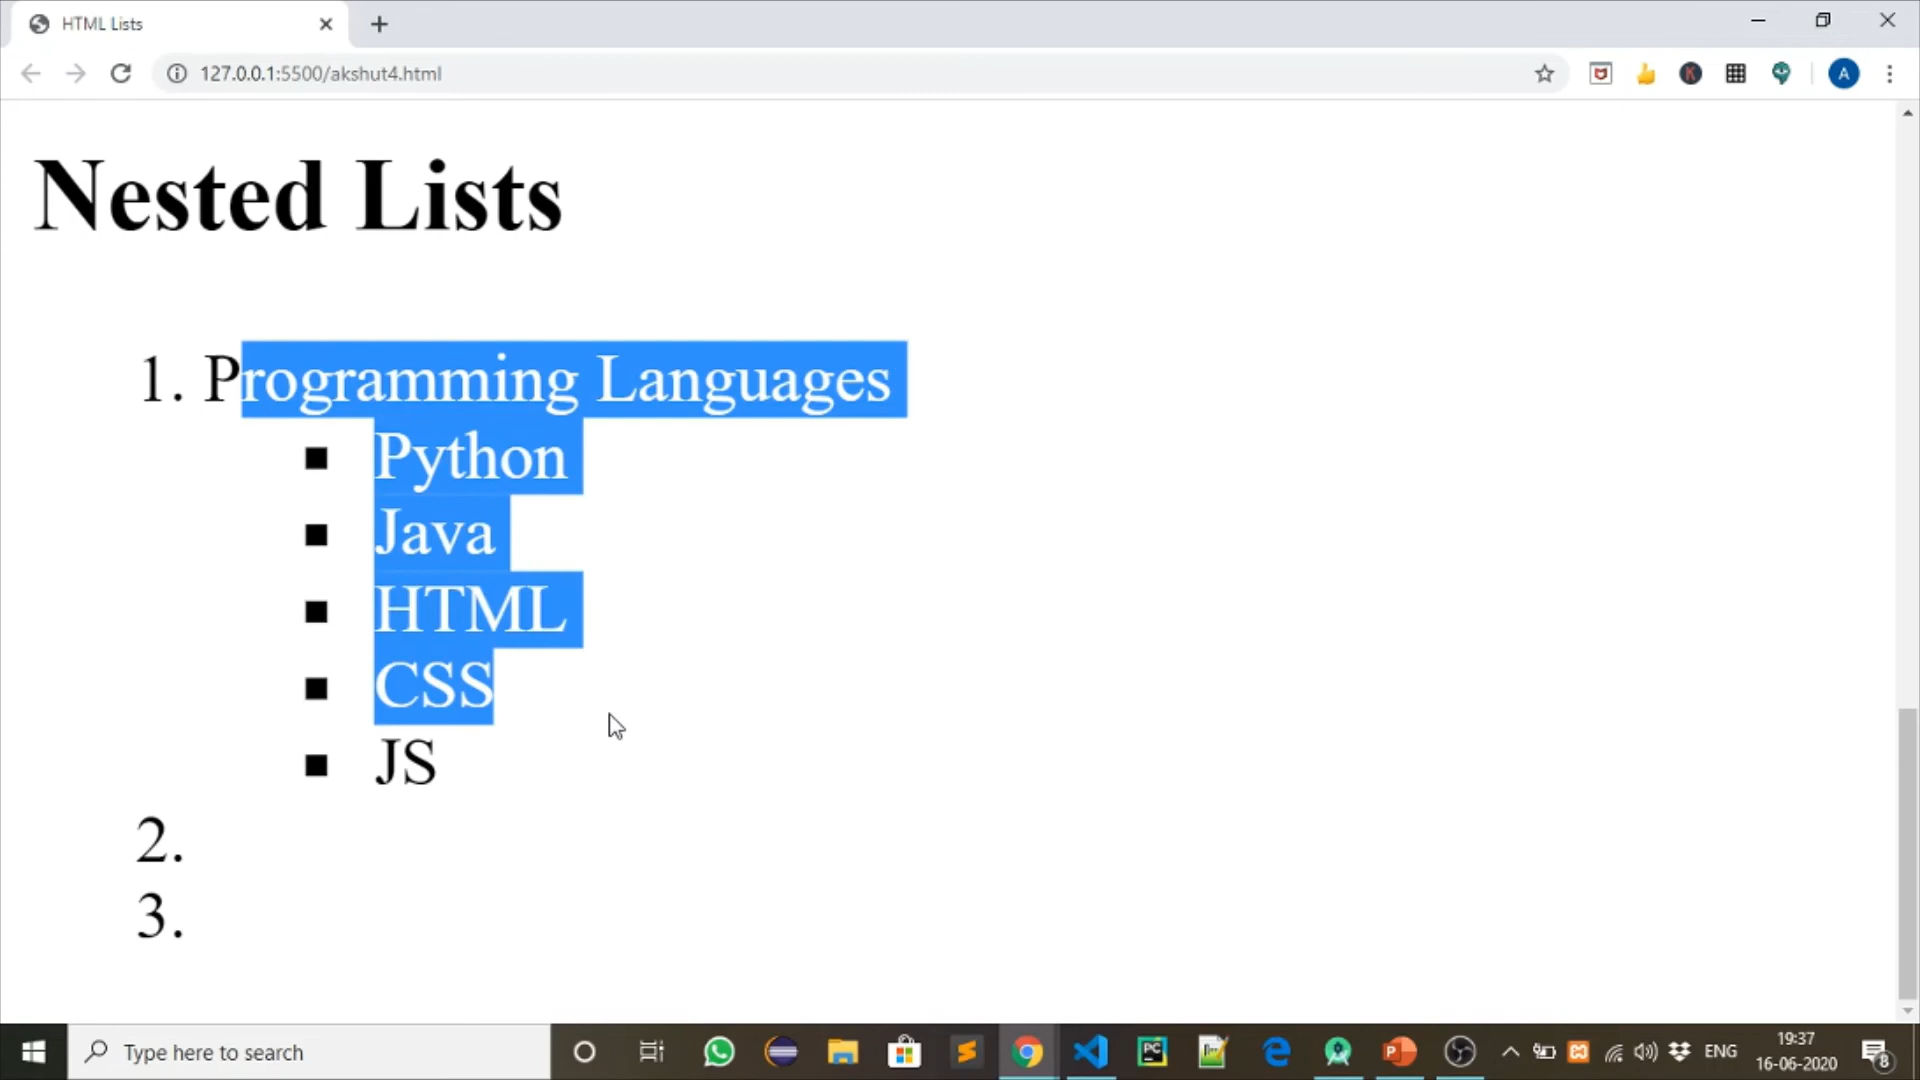 HTML Lists
127.0.0.1:5500/akshut4.html
A
Nested Lists
1. Programming Languages
Python
Java
HTML
CSS
JS
2.
3.
Type here to search
ENG
19:37
16-06-2020
8